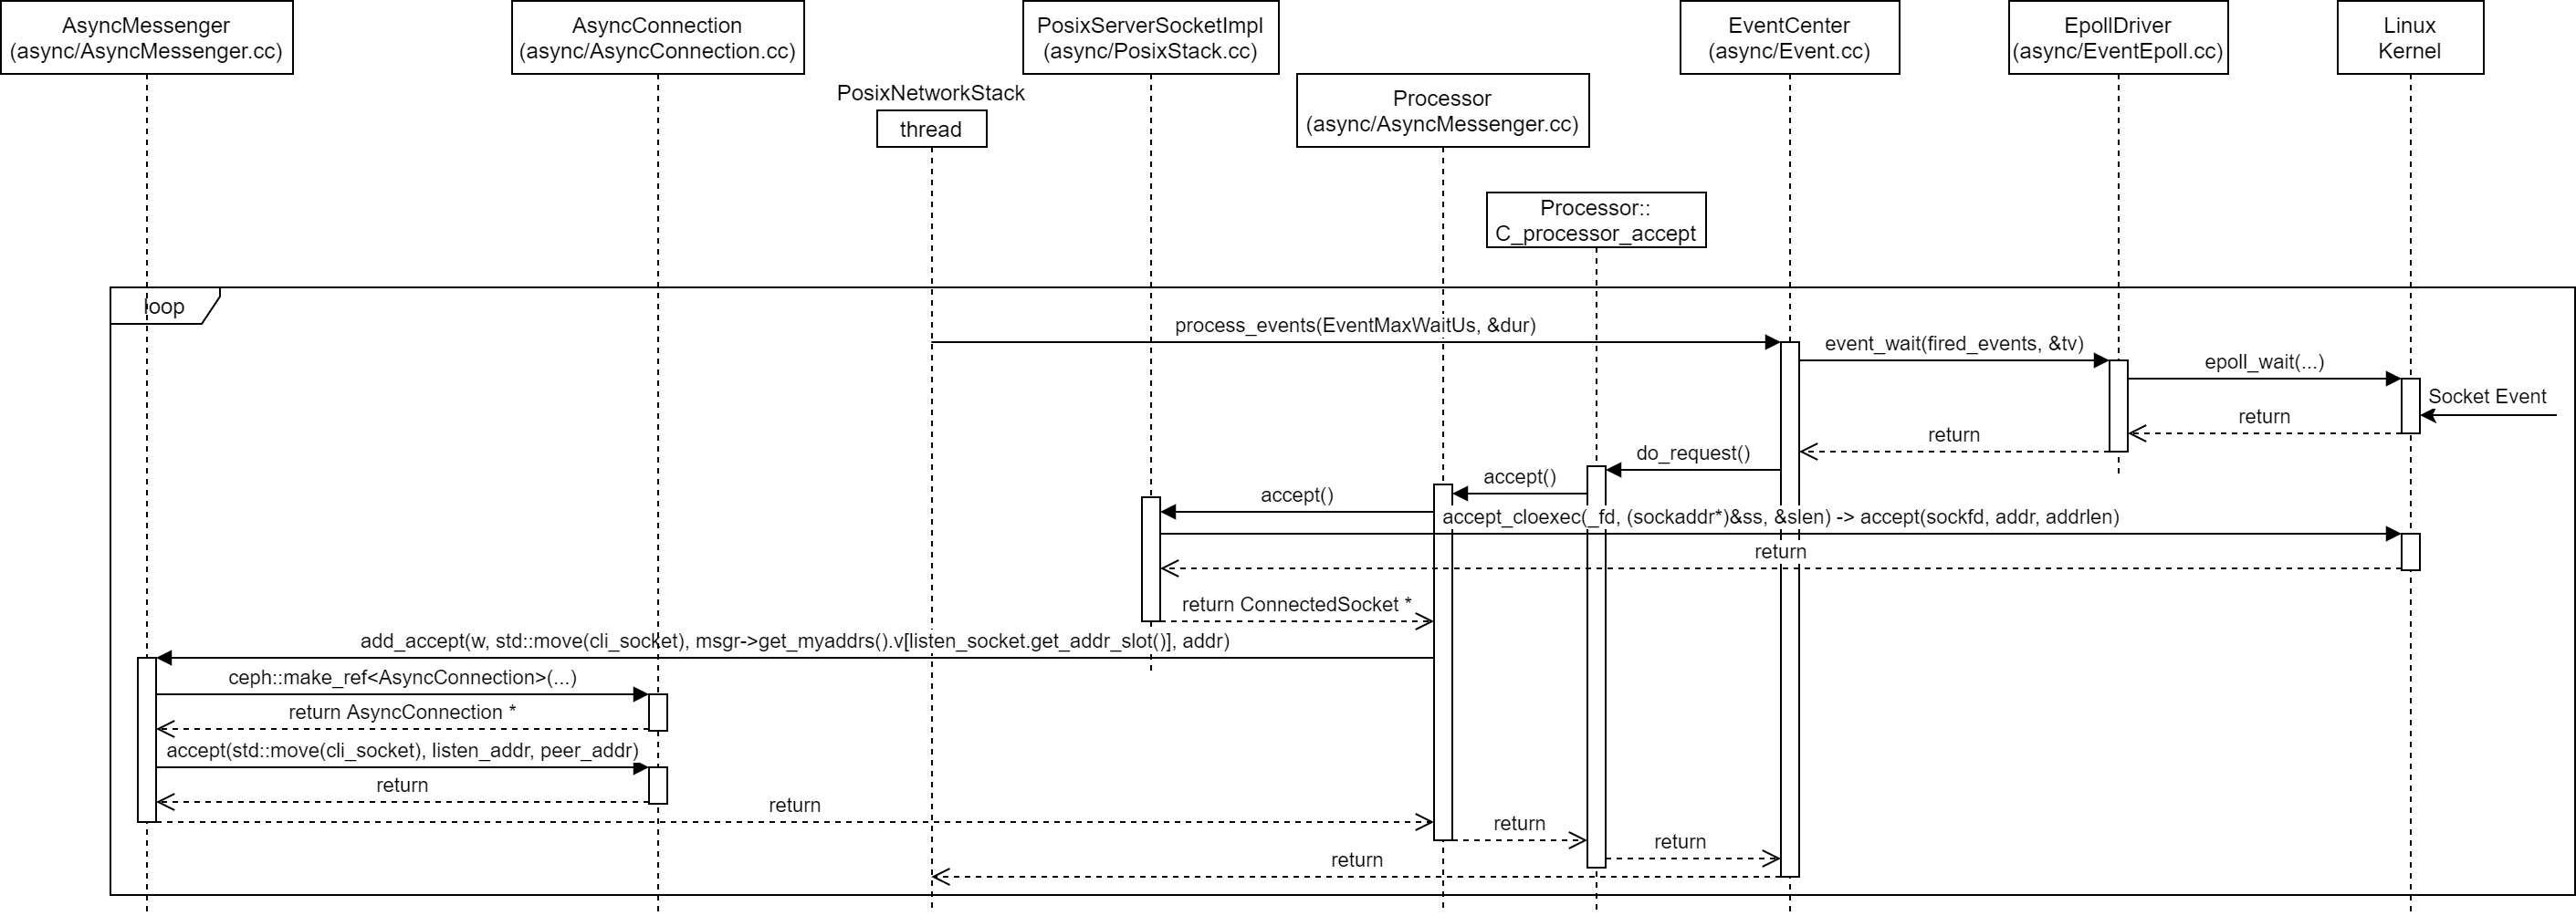 AsyncMessenger
(async/AsyncMessenger.cc)
AsyncConnection
(async/AsyncConnection.cc)
PosixServerSocketImpl
(async/PosixStack.cc)
EventCenter
(async/Event.cc)
EpollDriver
(async/EventEpoll.cc)
Linux
Kernel
PosixNetworkStack
thread
Processor
(async/AsyncMessenger.cc)
Processor::
C_processor_accept
loop
process_events(EventMaxWaitUs, &dur)
event_wait(fired_events, &tv)
epoll_wait(...)
Socket Event
return
return
do_request()
accept()
accept()
accept_cloexec(_fd, (sockaddr*)&ss, &slen) -> accept(sockfd, addr, addrlen)
return
return ConnectedSocket *
add_accept(w, std::move(cli_socket), msgr->get_myaddrs().v[listen_socket.get_addr_slot()], addr)
ceph::make_ref<AsyncConnection>(...)
return AsyncConnection *
accept(std::move(cli_socket), listen_addr, peer_addr)
return
return
return
return
return